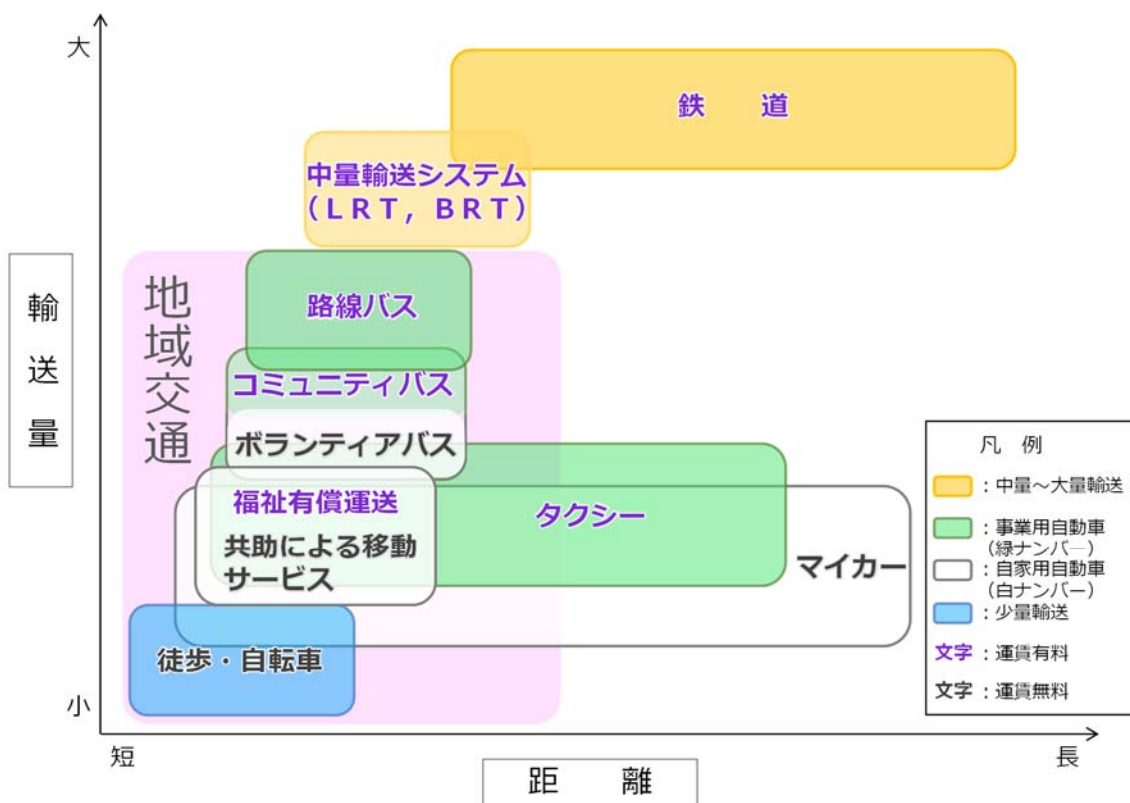 大
鉄 道
中量輸送システム
(LRT, BRT)
輸送量
地域交通
路線バス
コミュニティバス
ボランティアバス
福祉有償運送
共助による移動
サービス
タクシー
マイカー
徒歩・自転車
小
短
距 離
長
凡 例
：中量～大量輸送
：事業用自動車
(緑ナンバー)
：自家用自動車
(白ナンバー)
：少量輸送
文字：運賃有料
文字：運賃無料